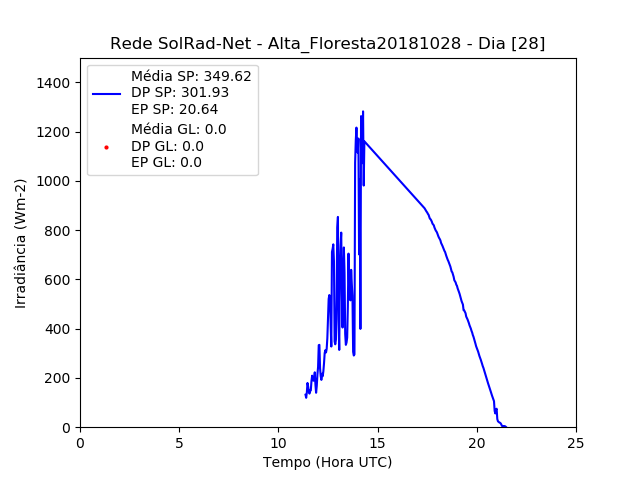 Rede SolRad-Net - Alta_Floresta20181028 - Dia [28]
Média SP: 349.62
DP SP: 301.93
EP SP: 20.64
Média GL: 0.0
DP GL: 0.0
EP GL: 0.0
1400
1200
1000
800
600
400
200
0
Irradiância (Wm-2)
0 5 10 15 20 25
Tempo (Hora UTC)